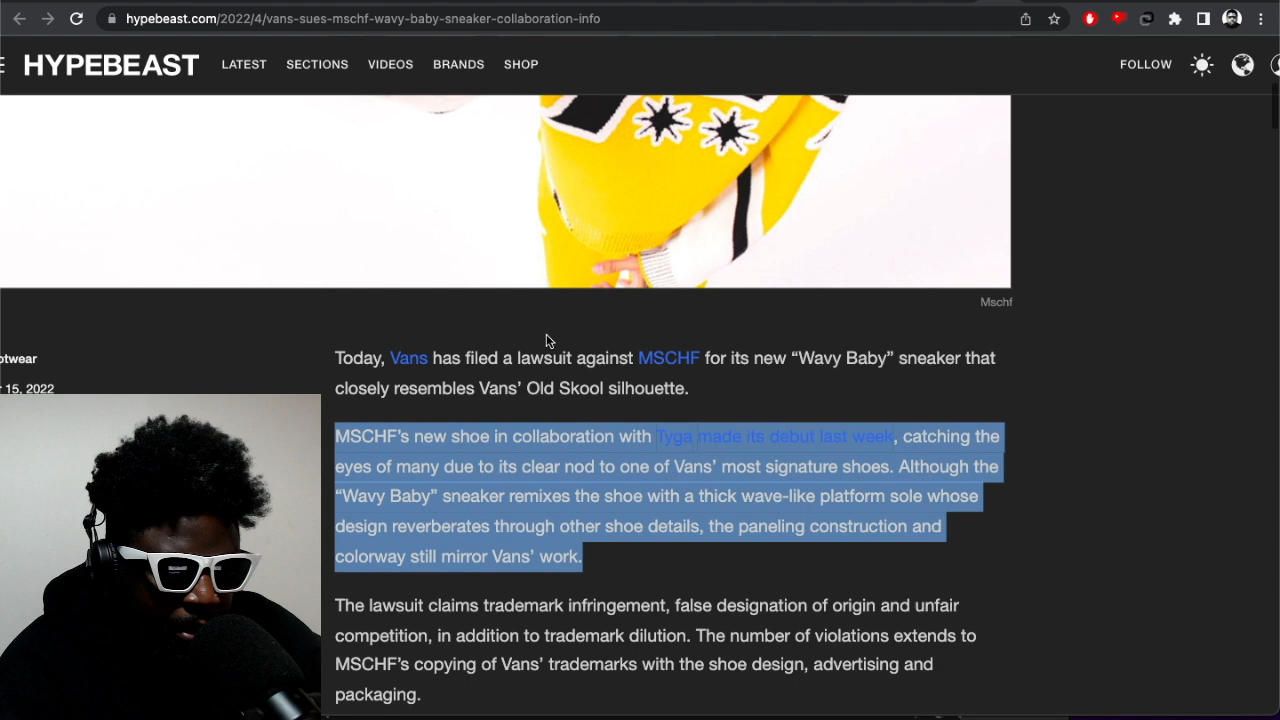 hypebeast.com/2022/4/vans-sues-mschf-wavy-baby-sneaker-collaboration-info
HYPEBEAST LATEST SECTIONS VIDEOS BRANDS SHOP FOLLOW
Mschf
Today, Vans has filed a lawsuit against MSCHF for its new “Wavy Baby” sneaker that
closely resembles Vans’ Old Skool silhouette.
otwear
15, 2022
MSCHF’s new shoe in collaboration with Tyga made its debut last week, catching the
eyes of many due to its clear nod to one of Vans’ most signature shoes. Although the
“Wavy Baby” sneaker remixes the shoe with a thick wave-like platform sole whose
design reverberates through other shoe details, the paneling construction and
colorway still mirror Vans’ work.
The lawsuit claims trademark infringement, false designation of origin and unfair
competition, in addition to trademark dilution. The number of violations extends to
MSCHF’s copying of Vans’ trademarks with the shoe design, advertising and
packaging.